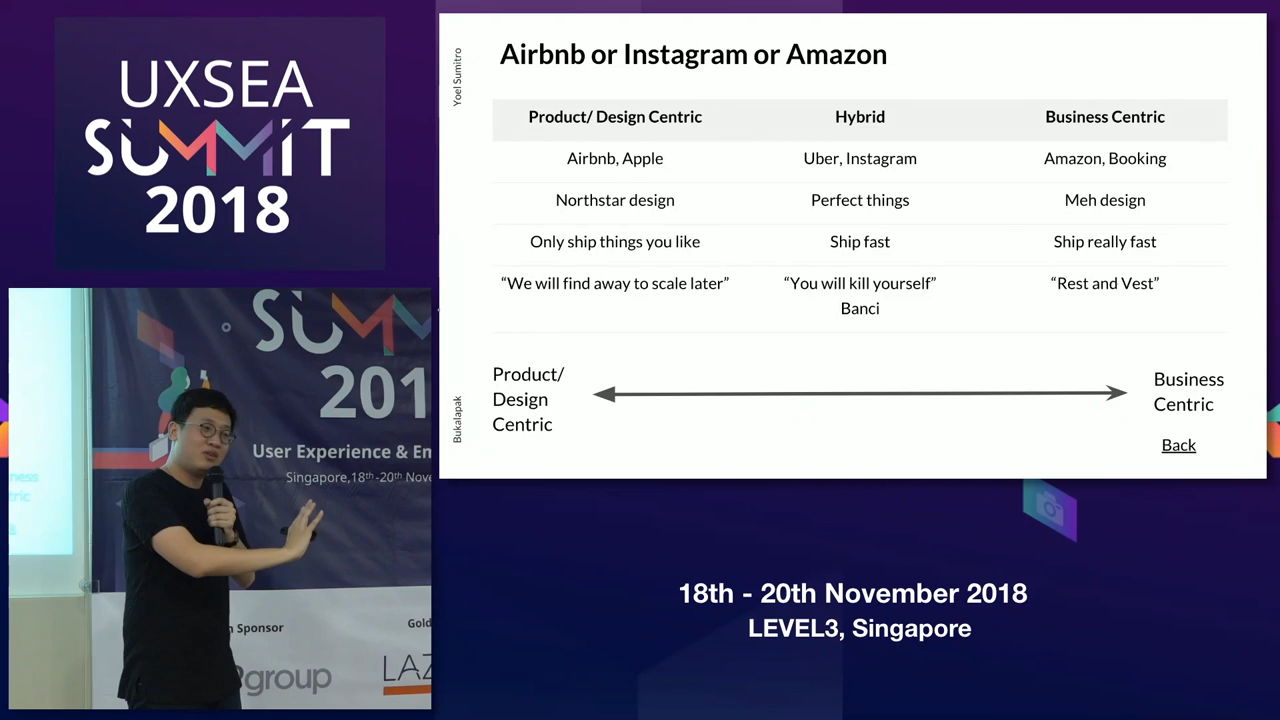 UXSEA
SUMMIT
2018
Yoel Sumitro
Bukalapak
Airbnb or Instagram or Amazon
Product/ Design Centric Hybrid Business Centric
Airbnb, Apple Uber, Instagram Amazon, Booking
Northstar design Perfect things Meh design
Only ship things you like Ship fast Ship really fast
“We will find away to scale later” “You will kill yourself” “Rest and Vest”
Banci
Product/
Design
Centric
Business
Centric
Back
SUMM
201
User Experience & En
Singapore,18th -20th Nove
Sponsor
Gold
group
LAZ
18th - 20th November 2018
LEVEL3, Singapore